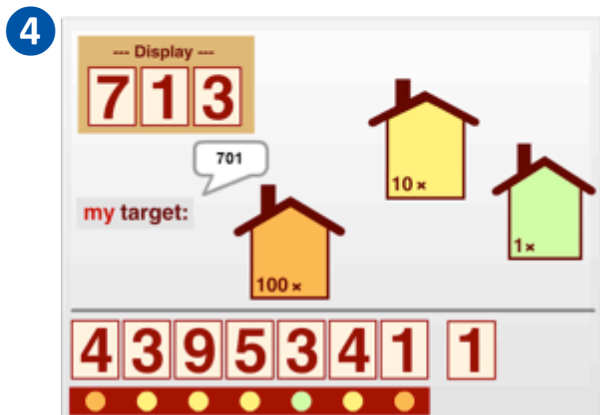 4
--- Display ---
7 1 3
701
my target:
10 ×
1 ×
100 ×
4 3 9 5 3 4 1 1